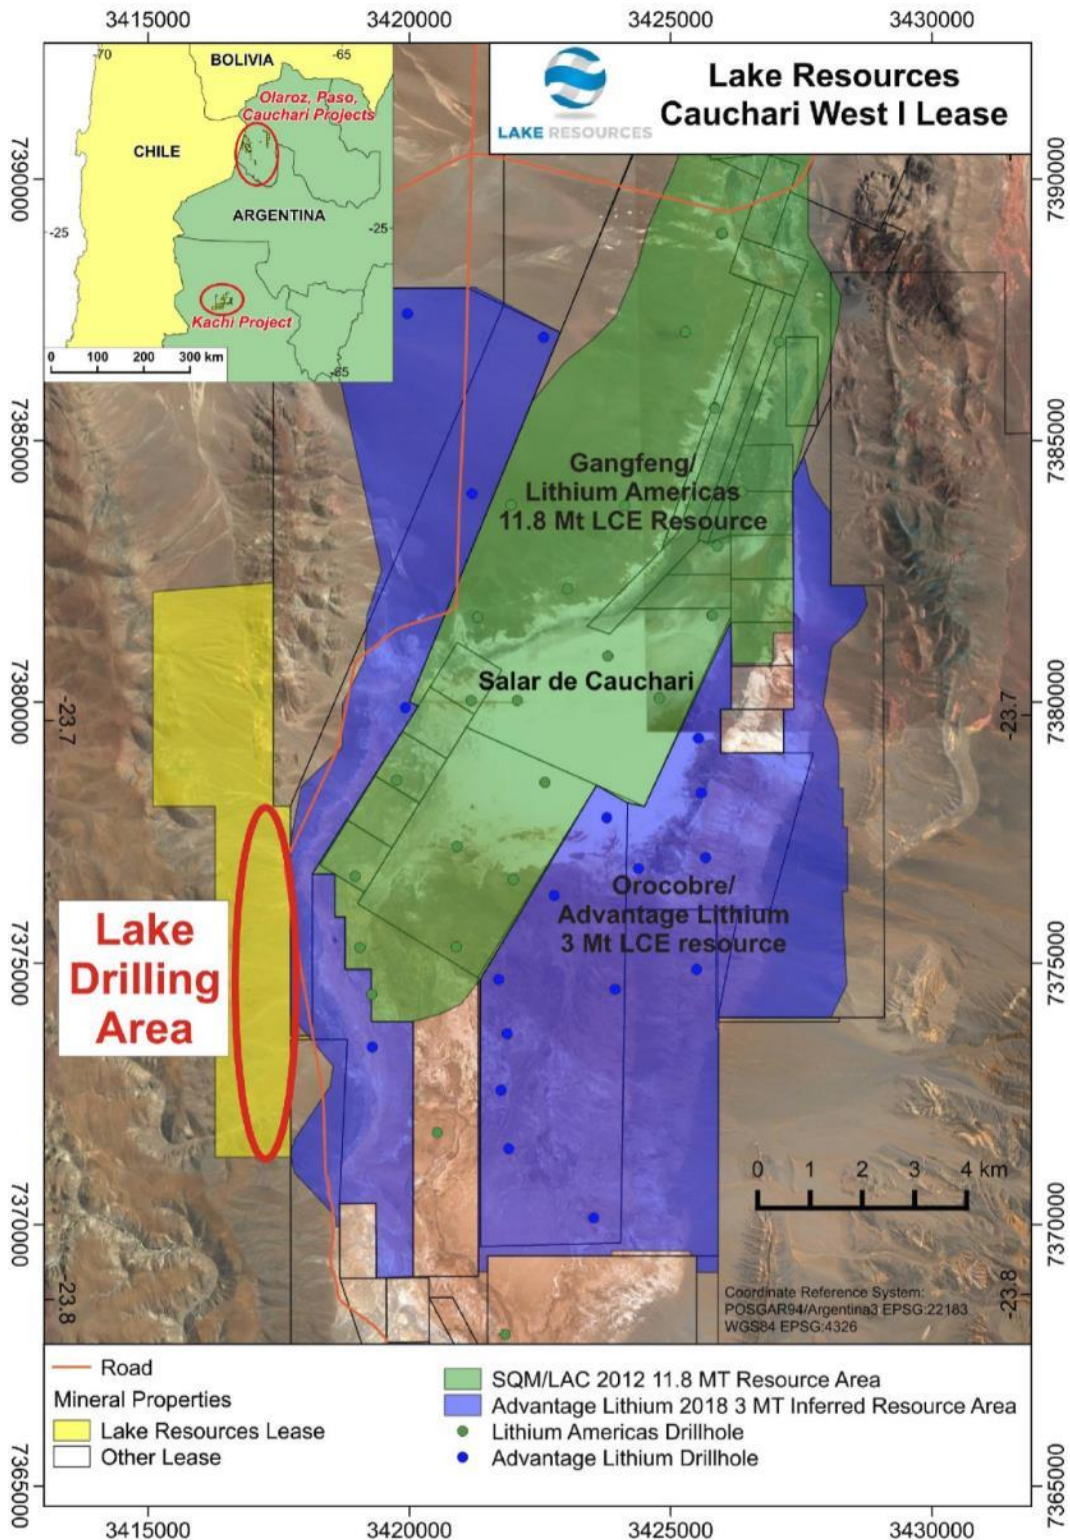 3415000 3420000 3425000 3430000
Lake Resources
Cauchari West I Lease
LAKE RESOURCES
-70
-65
BOLIVIA
Olaroz, Paso,
Cauchari Projects
CHILE
ARGENTINA
-25
-25
Kachi Project
0 100 200 300 km
-65
7390000
7390000
7385000
7385000
Gangfeng/
Lithium Americas
11.8 Mt LCE Resource
Salar de Cauchari
7380000
-23.7
-23.7
7380000
Orocobre/
Advantage Lithium
3 Mt LCE resource
Lake
Drilling
Area
7375000
7375000
0 1 2 3 4 km
7370000
7370000
-23.8
-23.8
Coordinate Reference System:
POSGAR94/Argentina3 EPSG:22183
WGS84 EPSG:4326
Road
Mineral Properties
Lake Resources Lease
Other Lease
SQM/LAC 2012 11.8 MT Resource Area
Advantage Lithium 2018 3 MT Inferred Resource Area
Lithium Americas Drillhole
Advantage Lithium Drillhole
7365000
7365000
3415000 3420000 3425000 3430000